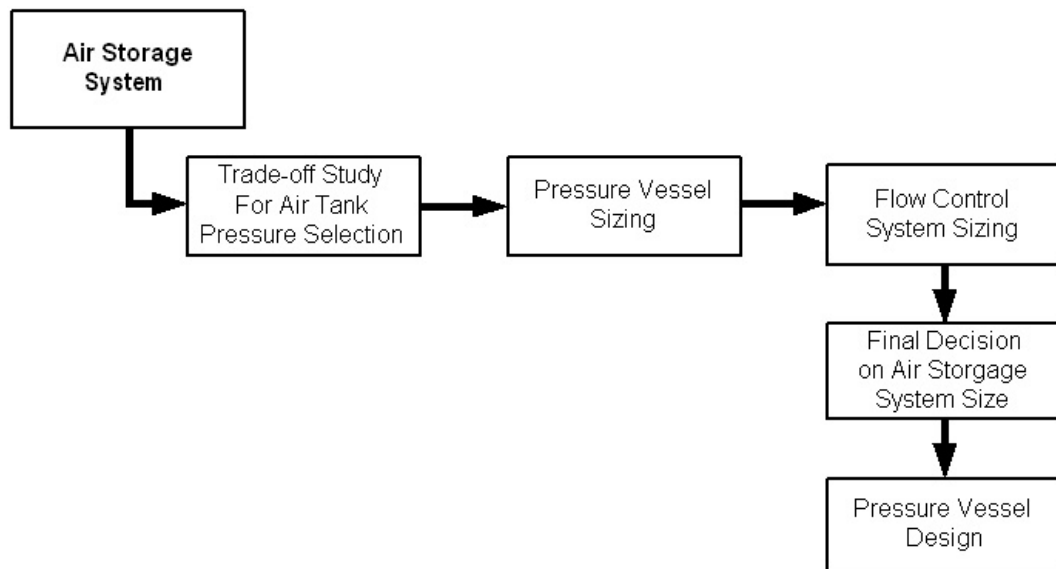 Air Storage
System
Trade-off Study
For Air Tank
Pressure Selection
Pressure Vessel
Sizing
Flow Control
System Sizing
Final Decision
on Air Storgage
System Size
Pressure Vessel
Design